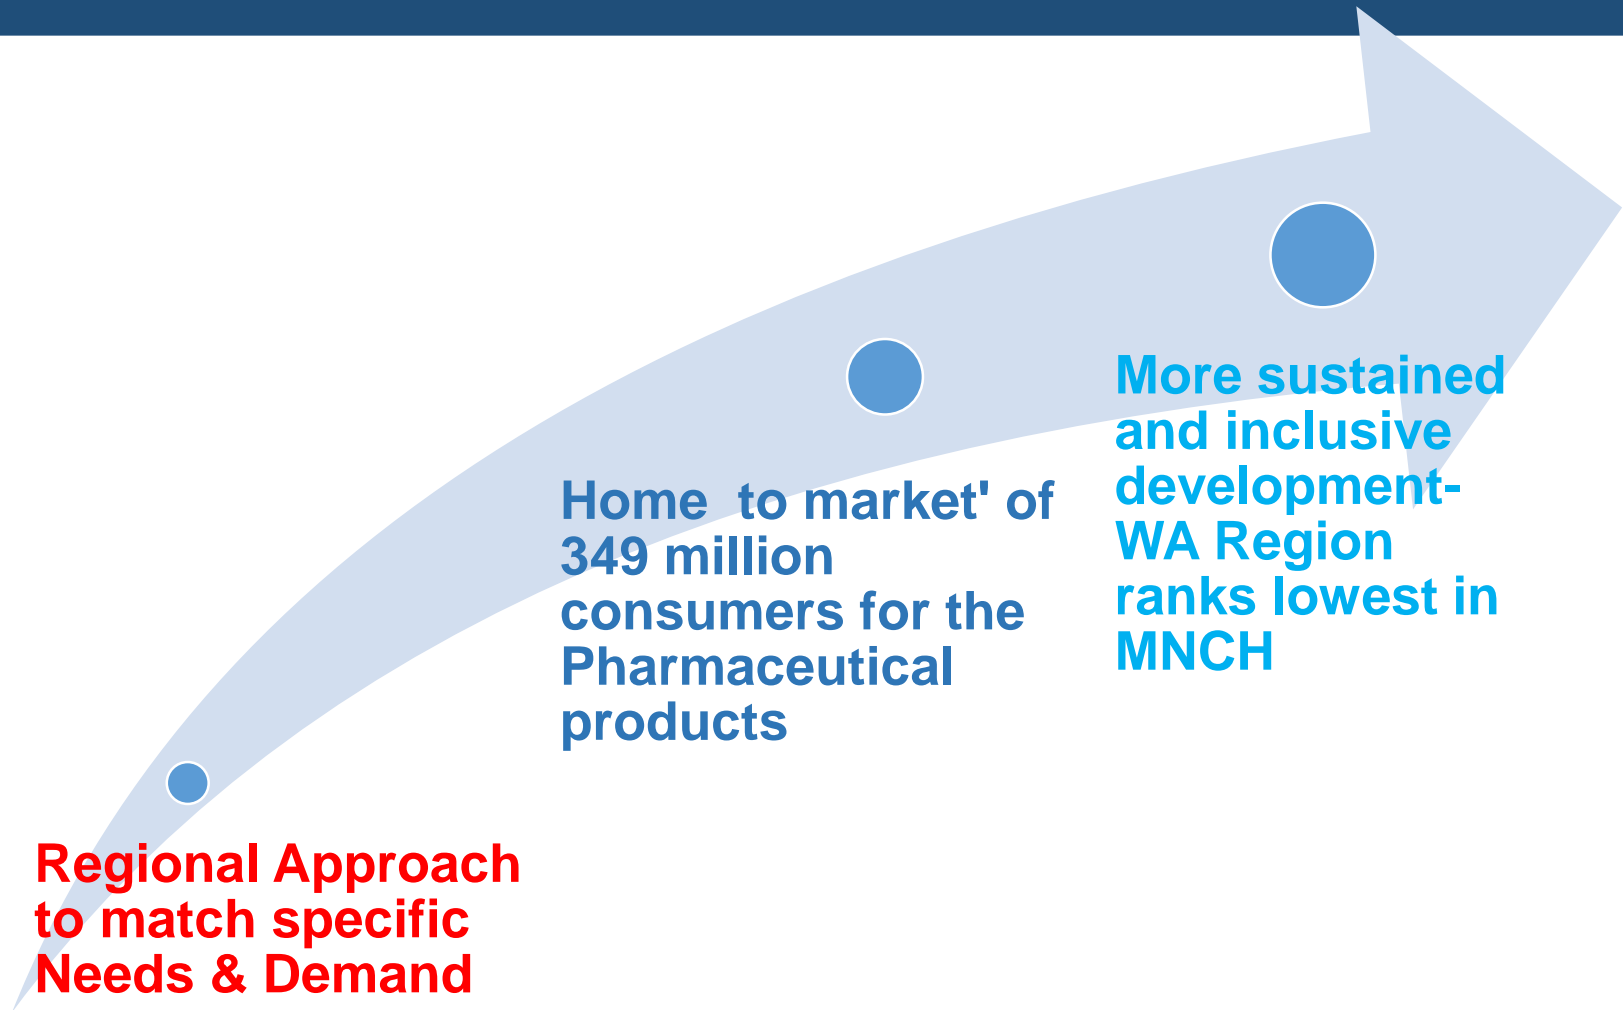 Regional Approach
to match specific
Needs & Demand
Home  to market' of
349 million
consumers for the
Pharmaceutical
products
More sustained
and inclusive
development-
WA Region
ranks lowest in
MNCH